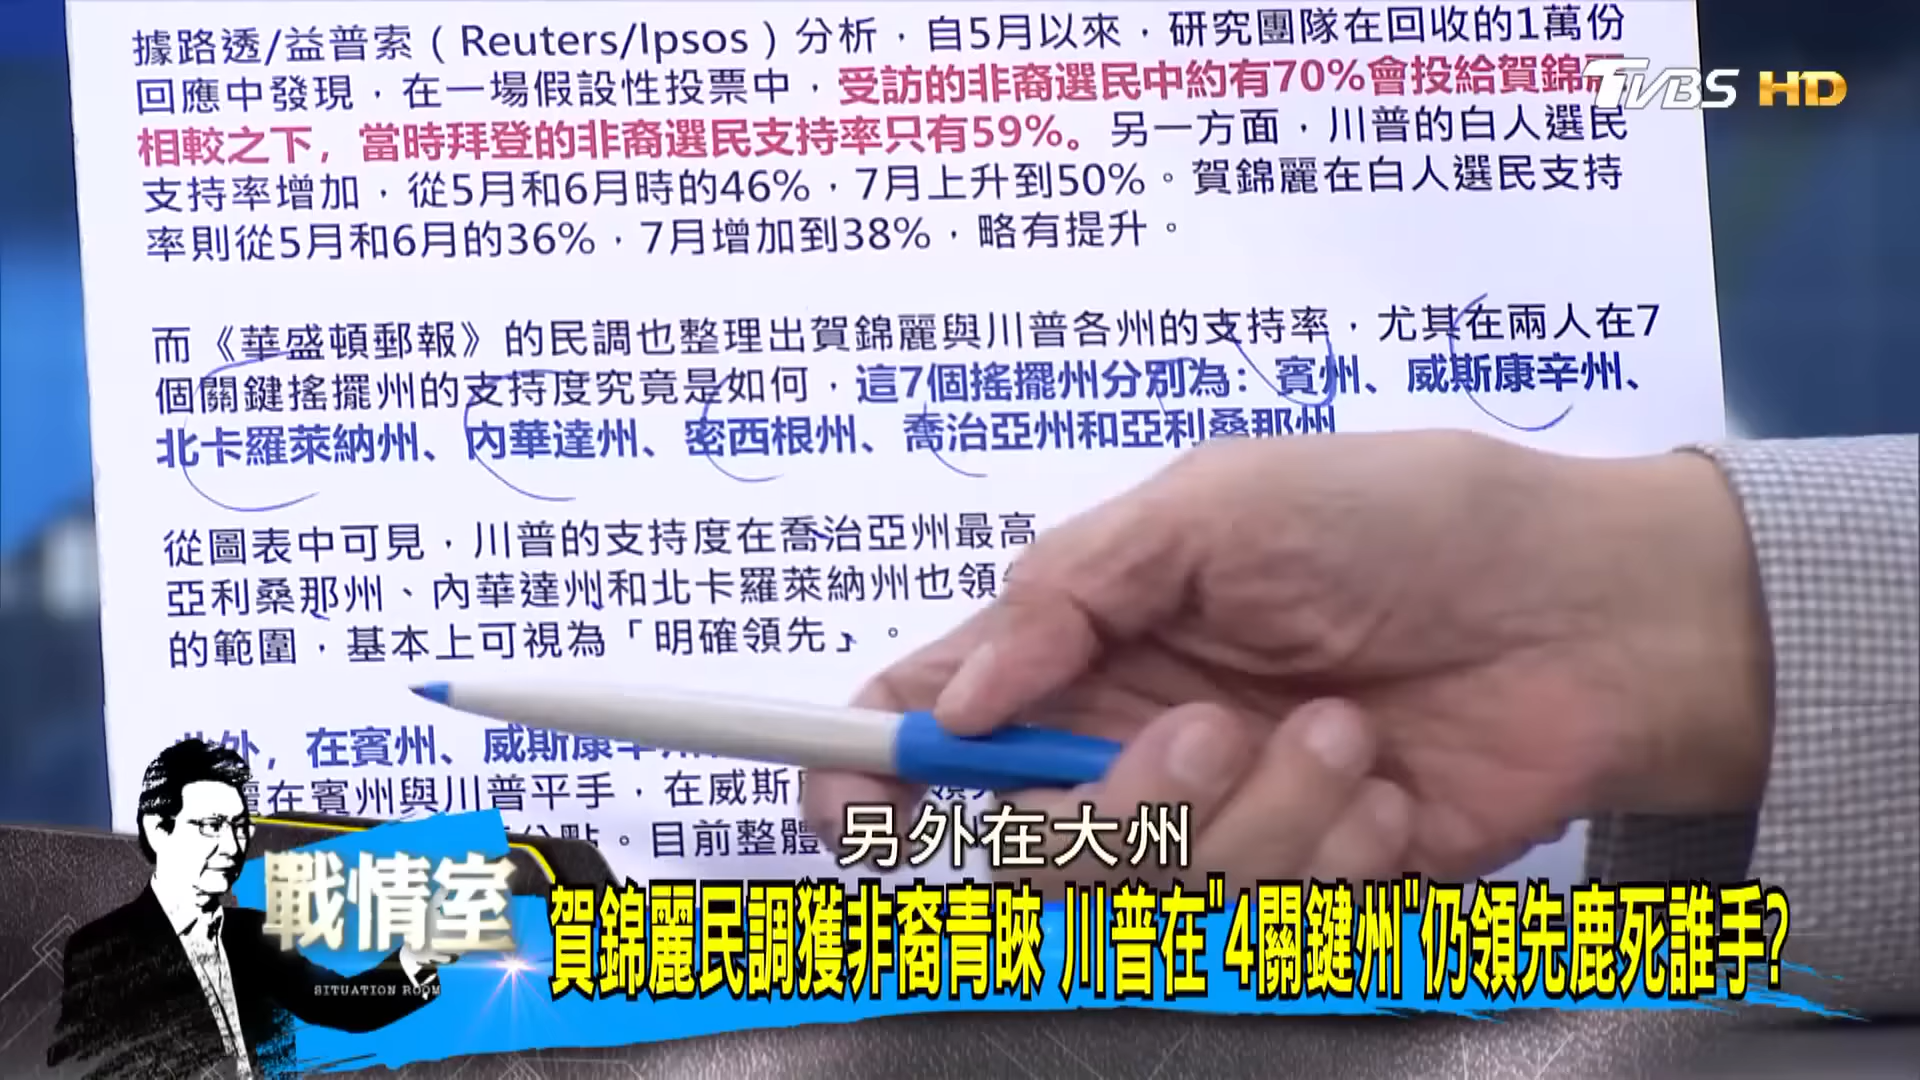 據路透/益普索（Reuters/Ipsos）分析，自5月以來，研究團隊在回收的1萬份
回應中發現，在一場假設性投票中，受訪的非裔選民中約有70%會投給賀錦
相較之下，當時拜登的非裔選民支持率只有59%。另一方面，川普的白人選民
支持率增加，從5月和6月時的46%，7月上升到50%。賀錦麗在白人選民支持
率則從5月和6月的36%，7月增加到38%，略有提升。
而《華盛頓郵報》的民調也整理出賀錦麗與川普各州的支持率，尤其在兩人在7
個關鍵搖擺州的支持度究竟是如何，這7個搖擺州分別為：賓州、威斯康辛州、
北卡羅萊納州、內華達州、密西根州、喬治亞州和亞利桑那州
從圖表中可見，川普的支持度在喬治亞州最高
亞利桑那州、內華達州和北卡羅萊納州也領
的範圍，基本上可視為「明確領先」。
外，在賓州、威斯康辛
在賓州與川普平手，在威斯
點。目前整體
TVBS HD
另外在大州
戰情室
SITUATION ROOM
賀錦麗民調獲非裔青睞 川普在"4關鍵州"仍領先鹿死誰手?